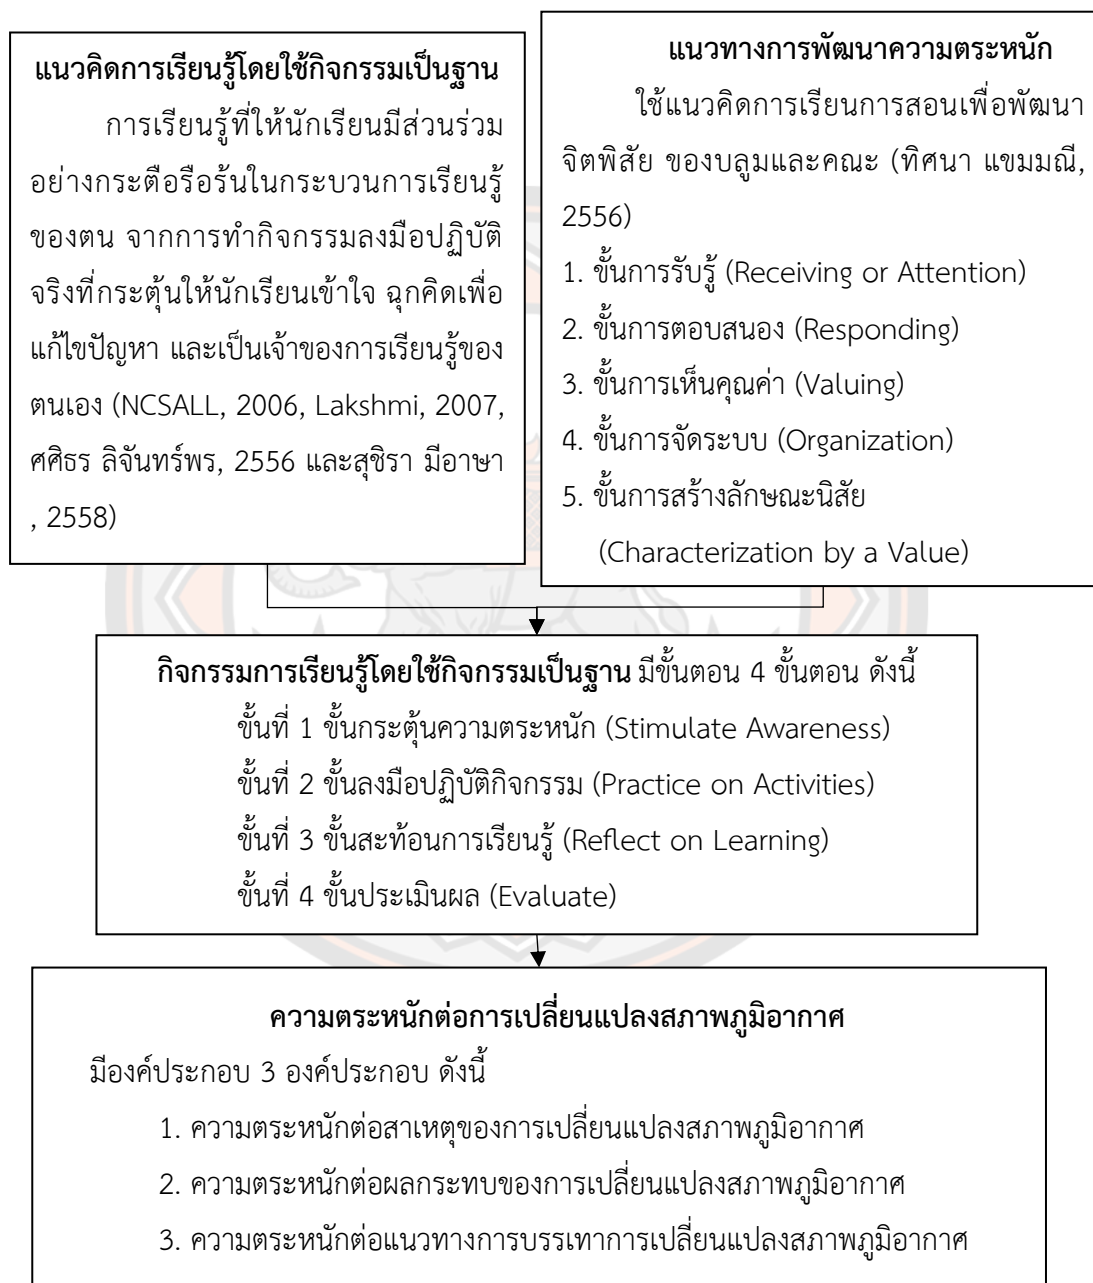 แนวคิดการเรียนรู้โดยใช้กิจกรรมเป็นฐาน
การเรียนรู้ที่ให้นักเรียนมีส่วนร่วม
อย่างกระตือรือร้นในกระบวนการเรียนรู้
ของตน จากการทำกิจกรรมลงมือปฏิบัติ
จริงที่กระตุ้นให้นักเรียนเข้าใจ ฉุกคิดเพื่อ
แก้ไขปัญหา และเป็นเจ้าของการเรียนรู้ของ
ตนเอง (NCSALL, 2006, Lakshmi, 2007,
ศศิธร ลิจันทร์พร, 2556 และสุชิรา มีอาษา
, 2558)
แนวทางการพัฒนาความตระหนัก
ใช้แนวคิดการเรียนการสอนเพื่อพัฒนา
จิตพิสัย ของบลูมและคณะ (ทิศนา แขมมณี,
2556)
1. ขั้นการรับรู้ (Receiving or Attention)
2. ขั้นการตอบสนอง (Responding)
3. ขั้นการเห็นคุณค่า (Valuing)
4. ขั้นการจัดระบบ (Organization)
5. ขั้นการสร้างลักษณะนิสัย
(Characterization by a Value)
กิจกรรมการเรียนรู้โดยใช้กิจกรรมเป็นฐาน มีขั้นตอน 4 ขั้นตอน ดังนี้
ขั้นที่ 1 ขั้นกระตุ้นความตระหนัก (Stimulate Awareness)
ขั้นที่ 2 ขั้นลงมือปฏิบัติกิจกรรม (Practice on Activities)
ขั้นที่ 3 ขั้นสะท้อนการเรียนรู้ (Reflect on Learning)
ขั้นที่ 4 ขั้นประเมินผล (Evaluate)
ความตระหนักต่อการเปลี่ยนแปลงสภาพภูมิอากาศ
มีองค์ประกอบ 3 องค์ประกอบ ดังนี้
1. ความตระหนักต่อสาเหตุของการเปลี่ยนแปลงสภาพภูมิอากาศ
2. ความตระหนักต่อผลกระทบของการเปลี่ยนแปลงสภาพภูมิอากาศ
3. ความตระหนักต่อแนวทางการบรรเทาการเปลี่ยนแปลงสภาพภูมิอากาศ